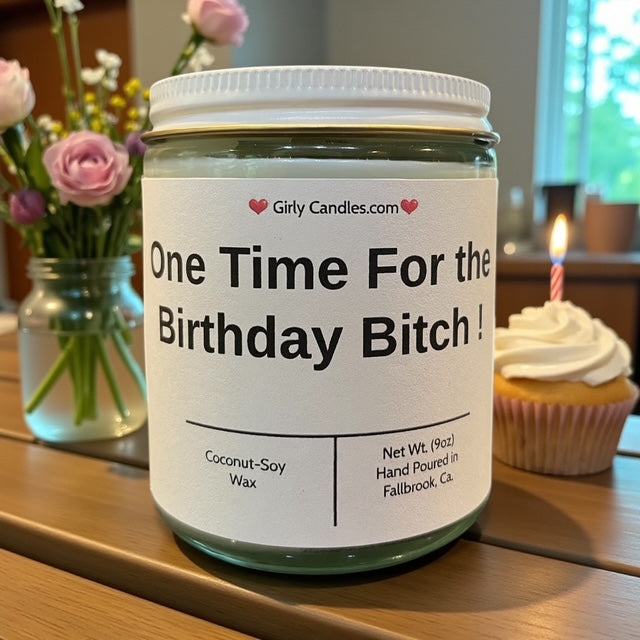 Girly Candles.com
One Time For the
Birthday Bitch !
Coconut-Soy
Wax
Net Wt. (9oz)
Hand Poured in
Fallbrook, Ca.